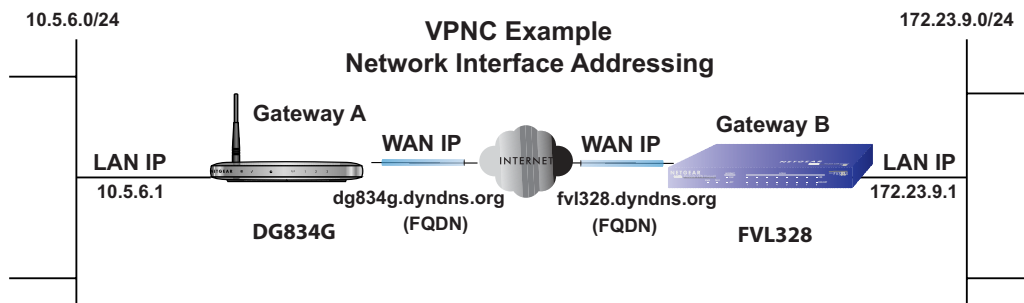 10.5.6.0/24
172.23.9.0/24
VPNC Example
Network Interface Addressing
Gateway A
Gateway B
WAN IP
WAN IP
INTERNET
LAN IP
10.5.6.1
LAN IP
172.23.9.1
NETGEAR
NETGEAR
dg834g.dyndns.org
(FQDN)
fvl328.dyndns.org
(FQDN)
DG834G
FVL328